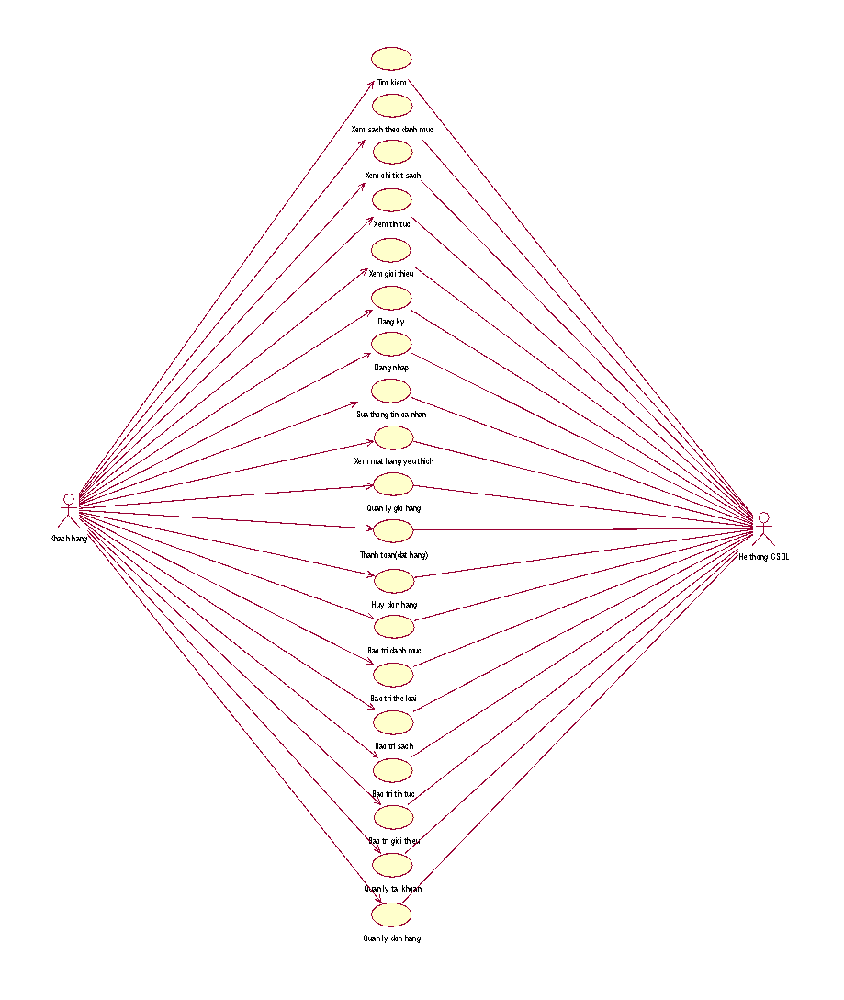 Tim kiem
Xem sach theo danh muc
Xem chi tiet sach
Xem tin tuc
Xem gioi thieu
Dang ky
Dang nhap
Sua thong tin ca nhan
Xem mat hang yeu thich
Quan ly gio hang
Khach hang
Thanh toan(dat hang)
He thong CSDL
Huy don hang
Bao tri danh muc
Bao tri the loai
Bao tri sach
Bao tri tin tuc
Bao tri gioi thieu
Quan ly tai khoan
Quan ly don hang